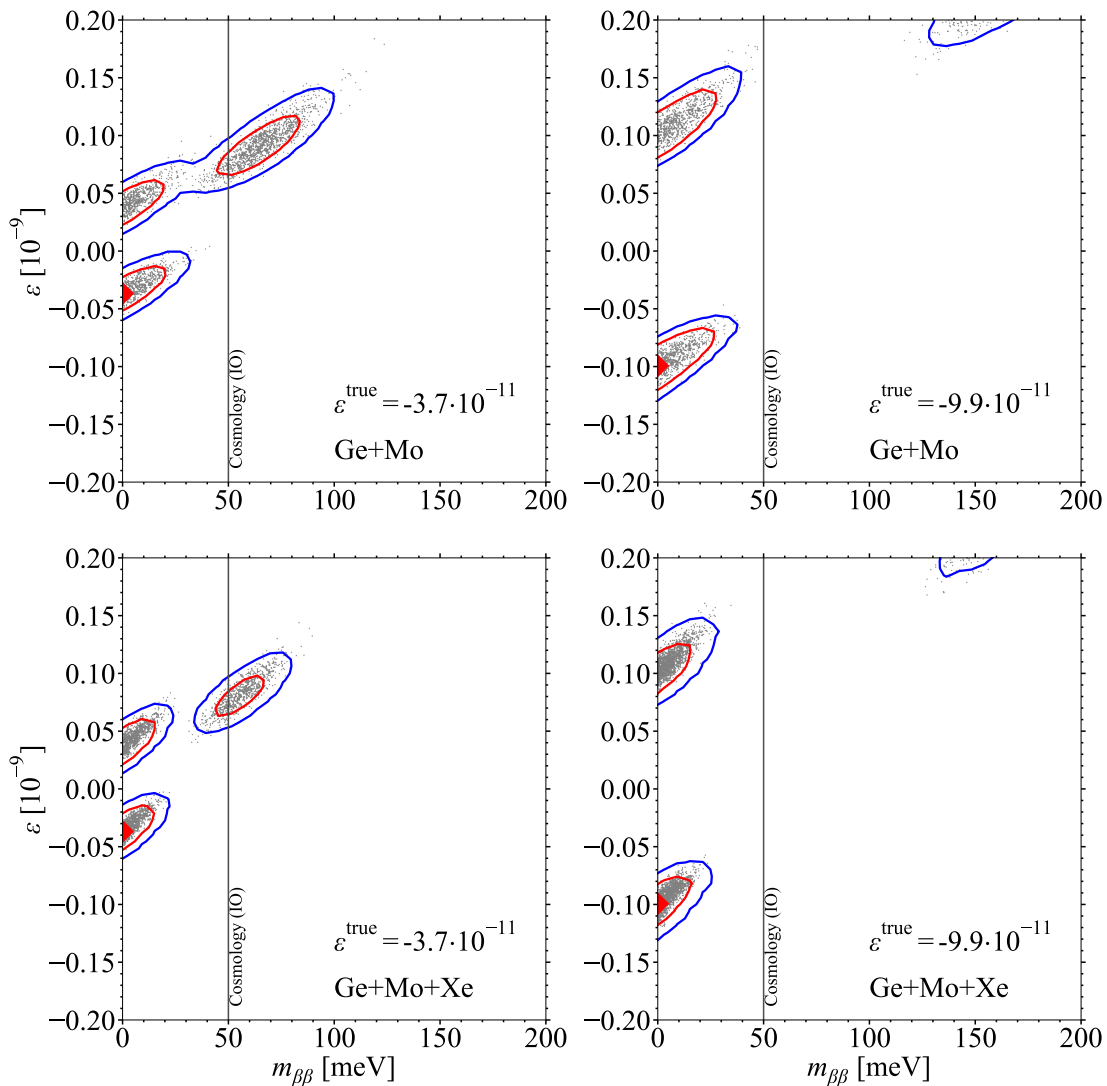 0.20
0.15
0.10
0.05
0.00
−0.05
−0.10
−0.15
−0.20
ε [10⁻⁹]
0 50 100 150 200
Cosmology (IO)
ε^true = -3.7·10⁻¹¹
Ge+Mo
0.20
0.15
0.10
0.05
0.00
−0.05
−0.10
−0.15
−0.20
0 50 100 150 200
Cosmology (IO)
ε^true = -9.9·10⁻¹¹
Ge+Mo
0.20
0.15
0.10
0.05
0.00
−0.05
−0.10
−0.15
−0.20
ε [10⁻⁹]
0 50 100 150 200
m_ββ [meV]
Cosmology (IO)
ε^true = -3.7·10⁻¹¹
Ge+Mo+Xe
0.20
0.15
0.10
0.05
0.00
−0.05
−0.10
−0.15
−0.20
0 50 100 150 200
m_ββ [meV]
Cosmology (IO)
ε^true = -9.9·10⁻¹¹
Ge+Mo+Xe